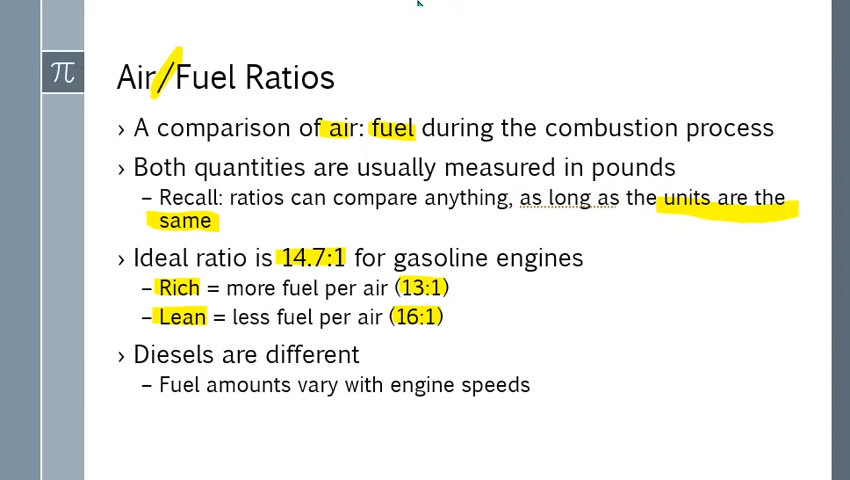 π
Air/Fuel Ratios
› A comparison of air: fuel during the combustion process
› Both quantities are usually measured in pounds
– Recall: ratios can compare anything, as long as the units are the
same
› Ideal ratio is 14.7:1 for gasoline engines
– Rich = more fuel per air (13:1)
– Lean = less fuel per air (16:1)
› Diesels are different
– Fuel amounts vary with engine speeds